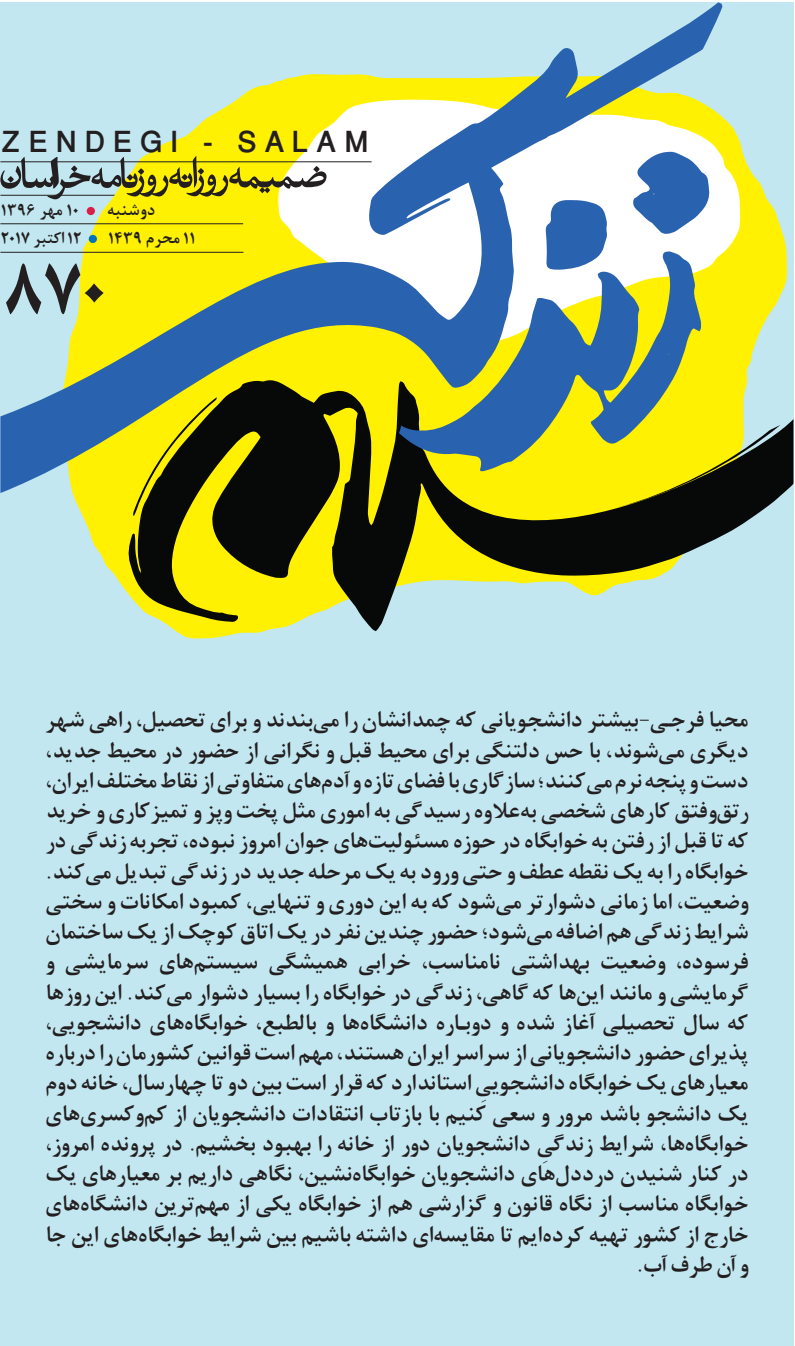 ZENDEGI - SALAM
ضمیمه روزانه روزنامه خراسان
دوشنبه ● ۱۰ مهر ۱۳۹۶
۱۱ محرم ۱۴۳۹ ● ۱۲ اکتبر ۲۰۱۷
۸۷۰
زندگی
سلام
محیا فرجی-بیشتر دانشجویانی که چمدانشان را می‌بندند و برای تحصیل، راهی شهر
دیگری می‌شوند، با حس دلتنگی برای محیط قبل و نگرانی از حضور در محیط جدید،
دست و پنجه نرم می‌کنند؛ سازگاری با فضای تازه و آدم‌های متفاوتی از نقاط مختلف ایران،
رتق‌وفتق کارهای شخصی به‌علاوه رسیدگی به اموری مثل پخت وپز و تمیزکاری و خرید
که تا قبل از رفتن به خوابگاه در حوزه مسئولیت‌های جوان امروز نبوده، تجربه زندگی در
خوابگاه را به یک نقطه عطف و حتی ورود به یک مرحله جدید در زندگی تبدیل می‌کند.
وضعیت، اما زمانی دشوارتر می‌شود که به این دوری و تنهایی، کمبود امکانات و سختی
شرایط زندگی هم اضافه می‌شود؛ حضور چندین نفر در یک اتاق کوچک از یک ساختمان
فرسوده، وضعیت بهداشتی نامناسب، خرابی همیشگی سیستم‌های سرمایشی و
گرمایشی و مانند این‌ها که گاهی، زندگی در خوابگاه را بسیار دشوار می‌کند. این روزها
که سال تحصیلی آغاز شده و دوباره دانشگاه‌ها و بالطبع، خوابگاه‌های دانشجویی،
پذیرای حضور دانشجویانی از سراسر ایران هستند، مهم است قوانین کشورمان را درباره
معیارهای یک خوابگاه دانشجوییِ استاندارد که قرار است بین دو تا چهارسال، خانه دوم
یک دانشجو باشد مرور و سعی کنیم با بازتاب انتقادات دانشجویان از کم‌وکسری‌های
خوابگاه‌ها، شرایط زندگیِ دانشجویان دور از خانه را بهبود بخشیم. در پرونده امروز،
در کنار شنیدن درددل‌های دانشجویان خوابگاه‌نشین، نگاهی داریم بر معیارهای یک
خوابگاه مناسب از نگاه قانون و گزارشی هم از خوابگاه یکی از مهم‌ترین دانشگاه‌های
خارج از کشور تهیه کرده‌ایم تا مقایسه‌ای داشته باشیم بین شرایط خوابگاه‌های این جا
و آن طرف آب.